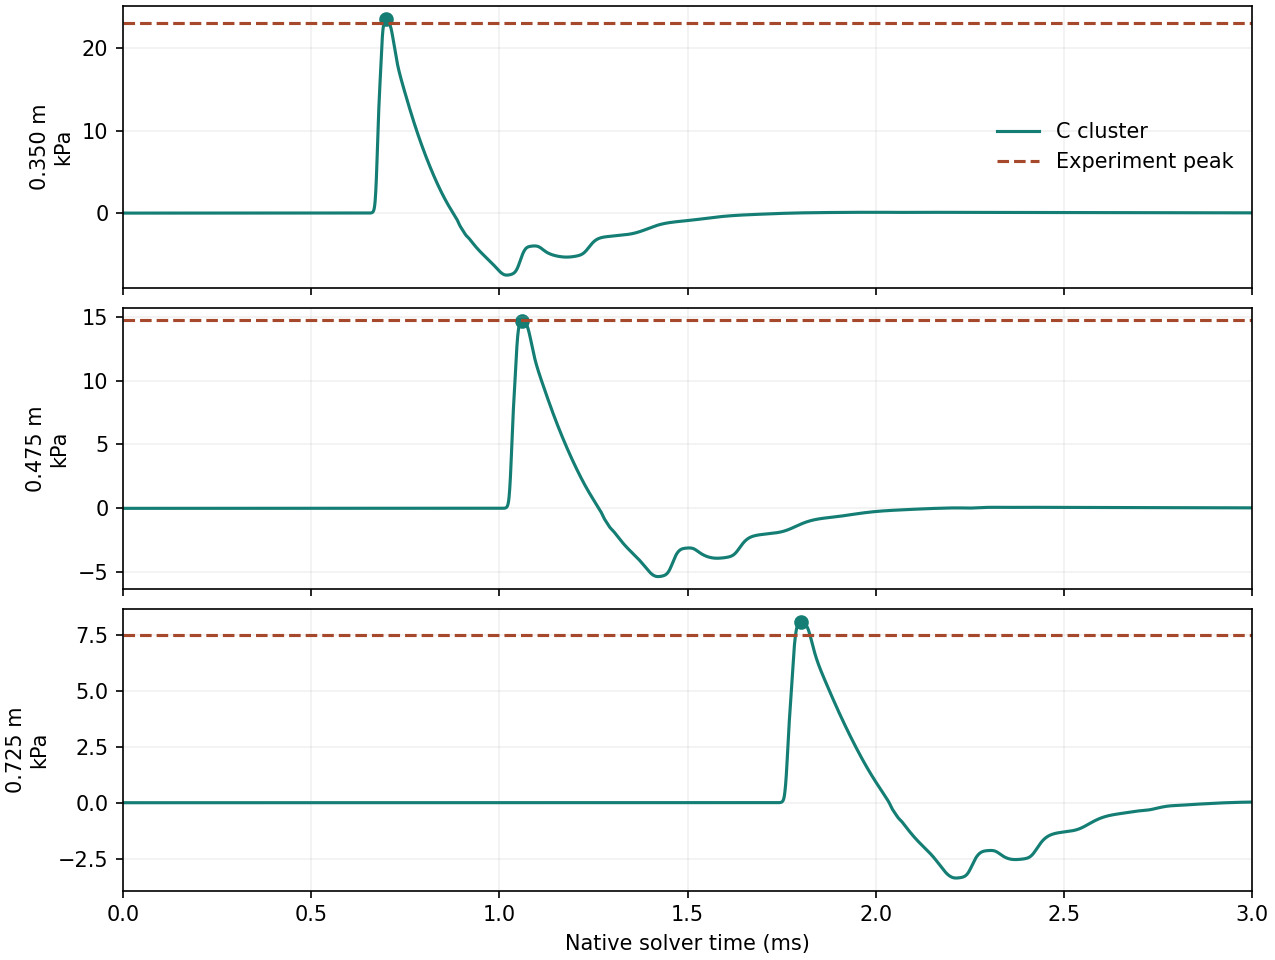 0.350 m
kPa
20
10
0
C cluster
Experiment peak
0.475 m
kPa
15
10
5
0
−5
0.725 m
kPa
7.5
5.0
2.5
0.0
−2.5
0.0 0.5 1.0 1.5 2.0 2.5 3.0
Native solver time (ms)